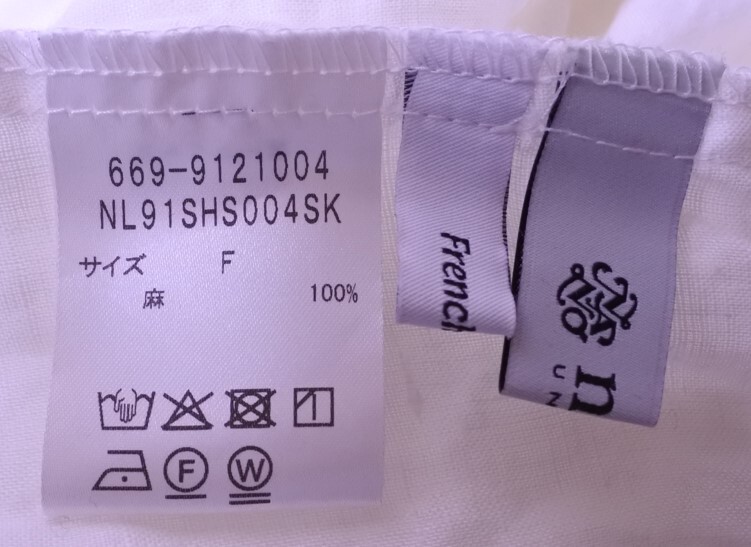 669-9121004
NL91SHS004SK
サイズ F
麻 100%
F W
French
n